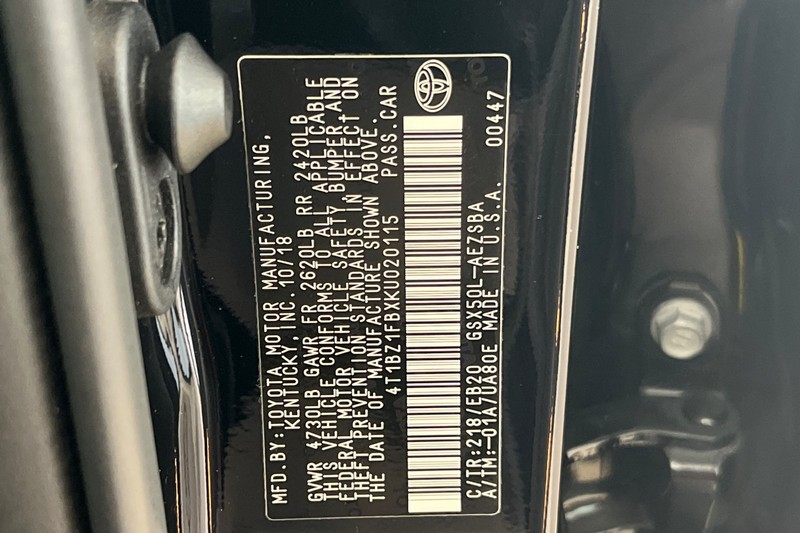 MFD.BY:TOYOTA MOTOR MANUFACTURING,
KENTUCKY, INC. 10/18
GVWR 4730LB GAWR FR 2620LB RR 2420LB
THIS VEHICLE CONFORMS TO ALL APPLICABLE
FEDERAL MOTOR VEHICLE SAFETY, BUMPER,AND
THEFT PREVENTION STANDARDS IN EFFECT ON
THE DATE OF MANUFACTURE SHOWN ABOVE.
4T1BZ1FBXKU020115 PASS.CAR
C/TR:218/EB20 GSX50L-AEZSBA
A/TM:-01A/UA80E MADE IN U.S.A. 00447